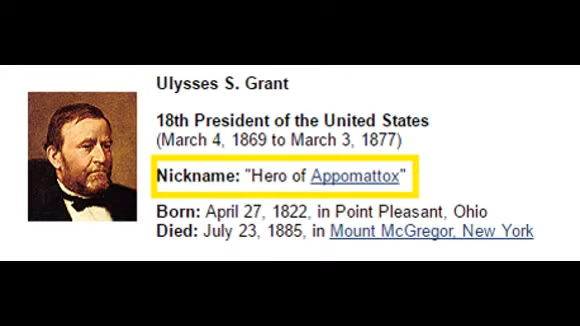 Ulysses S. Grant
18th President of the United States
(March 4, 1869 to March 3, 1877)
Nickname: "Hero of Appomattox"
Born: April 27, 1822, in Point Pleasant, Ohio
Died: July 23, 1885, in Mount McGregor, New York